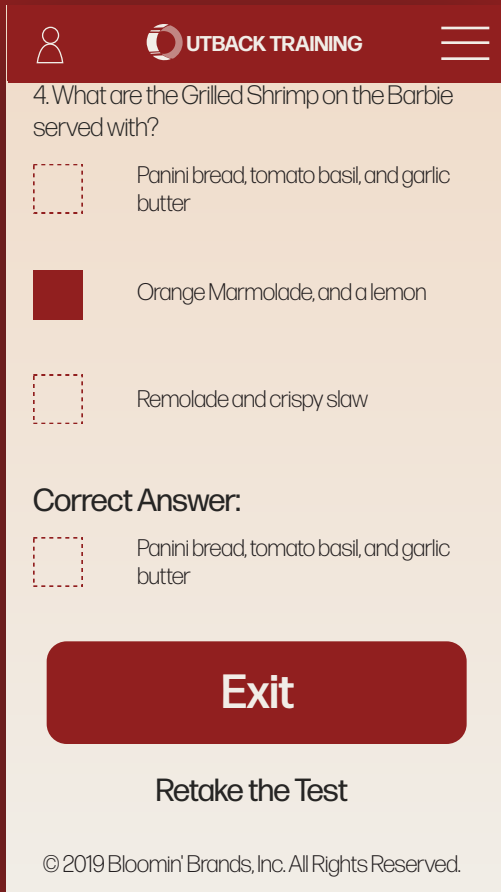 OUTBACK TRAINING
4. What are the Grilled Shrimp on the Barbie
served with?
Panini bread, tomato basil, and garlic
butter
Orange Marmolade, and a lemon
Remolade and crispy slaw
Correct Answer:
Panini bread, tomato basil, and garlic
butter
Exit
Retake the Test
© 2019 Bloomin' Brands, Inc. All Rights Reserved.